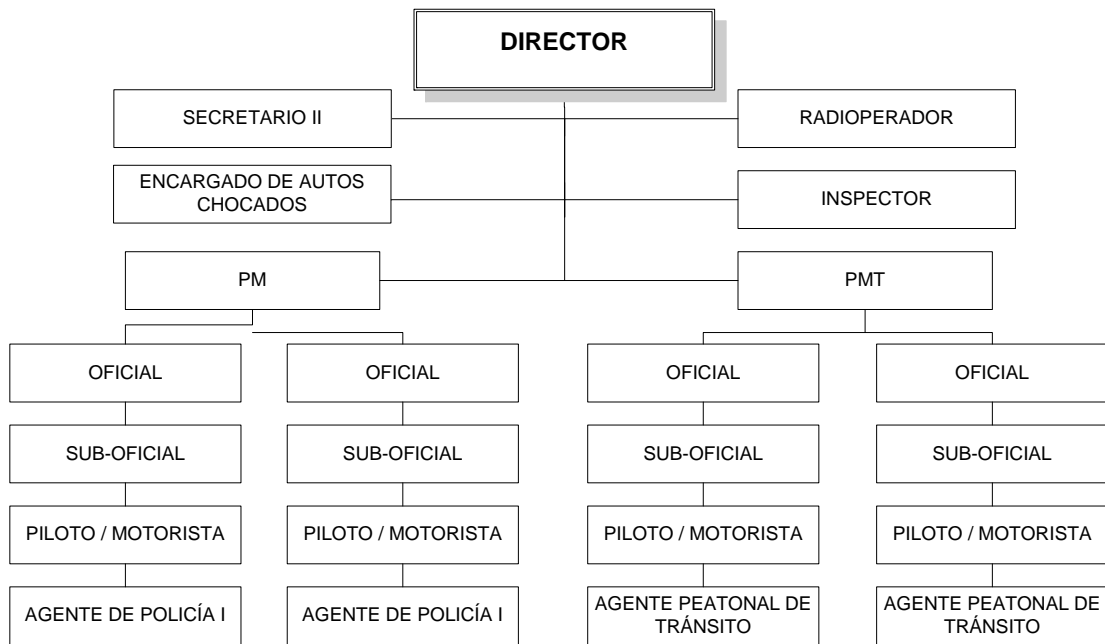 DIRECTOR
SECRETARIO II
RADIOPERADOR
ENCARGADO DE AUTOS
CHOCADOS
INSPECTOR
PM
PMT
OFICIAL
OFICIAL
OFICIAL
OFICIAL
SUB-OFICIAL
SUB-OFICIAL
SUB-OFICIAL
SUB-OFICIAL
PILOTO / MOTORISTA
PILOTO / MOTORISTA
PILOTO / MOTORISTA
PILOTO / MOTORISTA
AGENTE DE POLICÍA I
AGENTE DE POLICÍA I
AGENTE PEATONAL DE
TRÁNSITO
AGENTE PEATONAL DE
TRÁNSITO